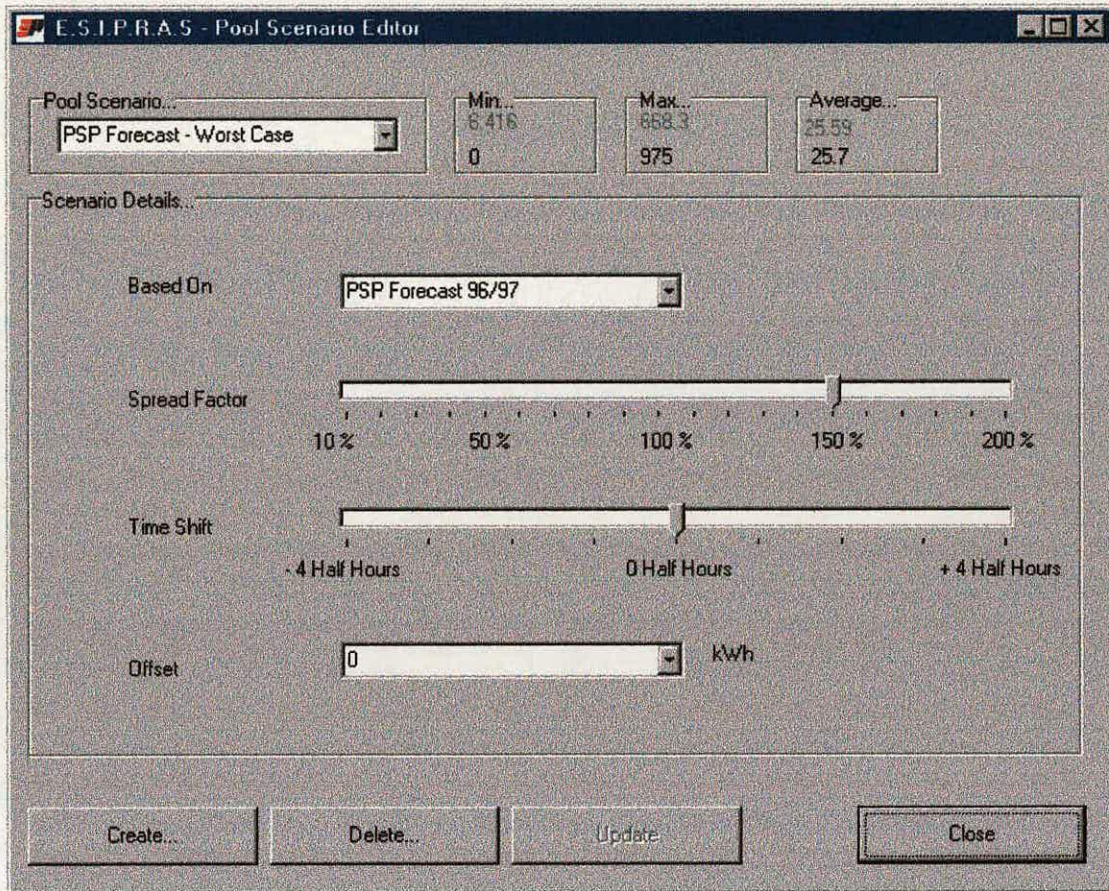 E.S.I.P.R.A.S - Pool Scenario Editor
Pool Scenario...
PSP Forecast - Worst Case
Min...
6.416
0
Max...
668.3
975
Average...
25.59
25.7
Scenario Details...
Based On
PSP Forecast 96/97
Spread Factor
10 %
50 %
100 %
150 %
200 %
Time Shift
- 4 Half Hours
0 Half Hours
+ 4 Half Hours
Offset
0
kWh
Create...
Delete...
Update
Close